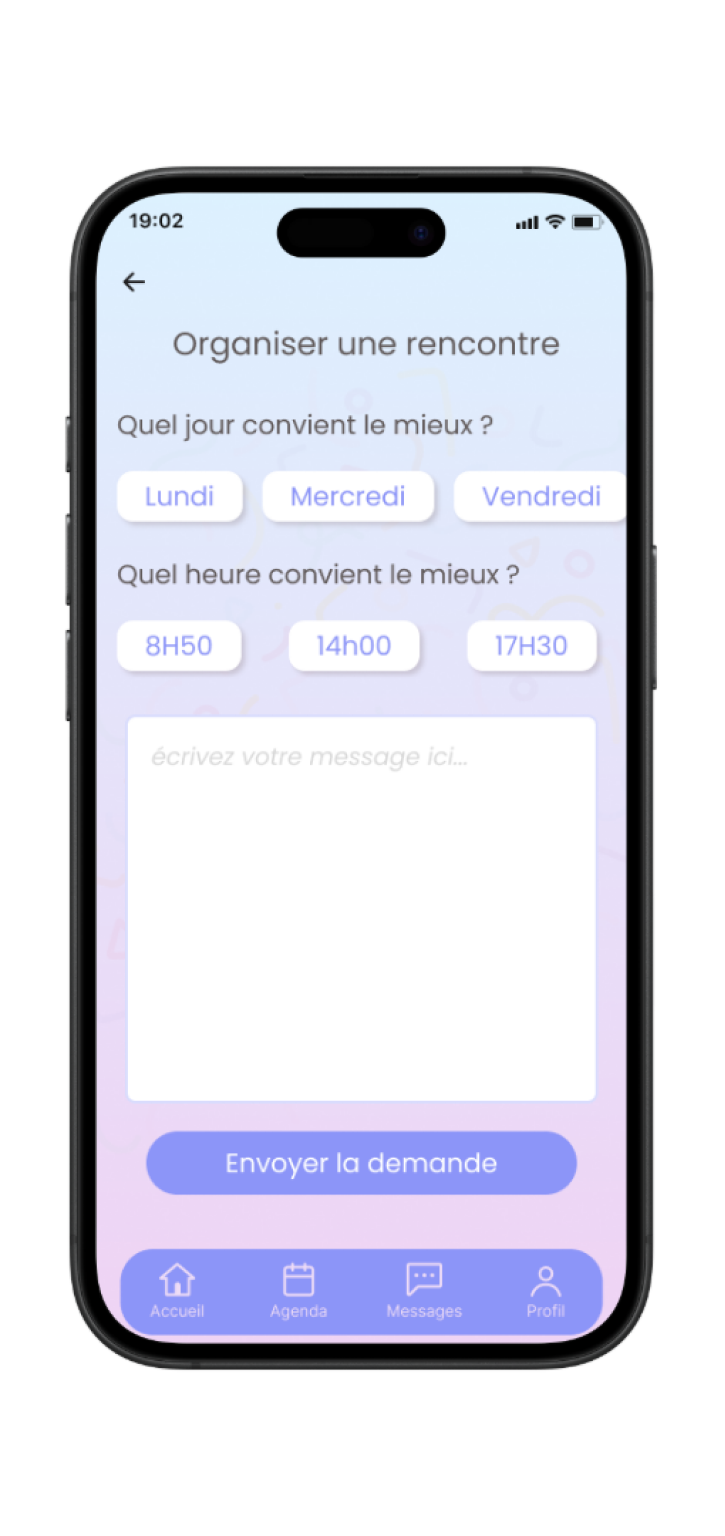 19:02
Organiser une rencontre
Quel jour convient le mieux ?
Lundi Mercredi Vendredi
Quel heure convient le mieux ?
8H50 14h00 17H30
écrivez votre message ici...
Envoyer la demande
Accueil Agenda Messages Profil